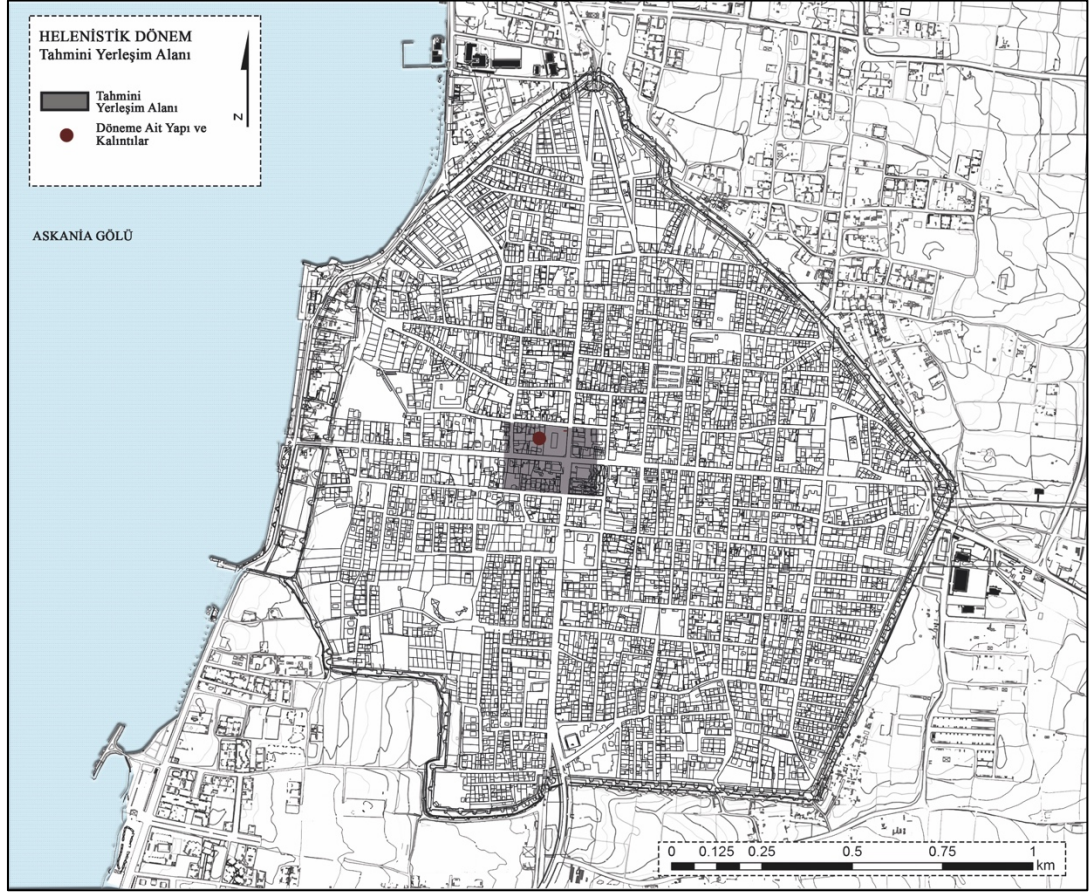 HELENİSTİK DÖNEM
Tahmini Yerleşim Alanı
Tahmini
Yerleşim Alanı
Döneme Ait Yapı ve
Kalıntılar
N
ASKANİA GÖLÜ
0 0.125 0.25 0.5 0.75 1
km